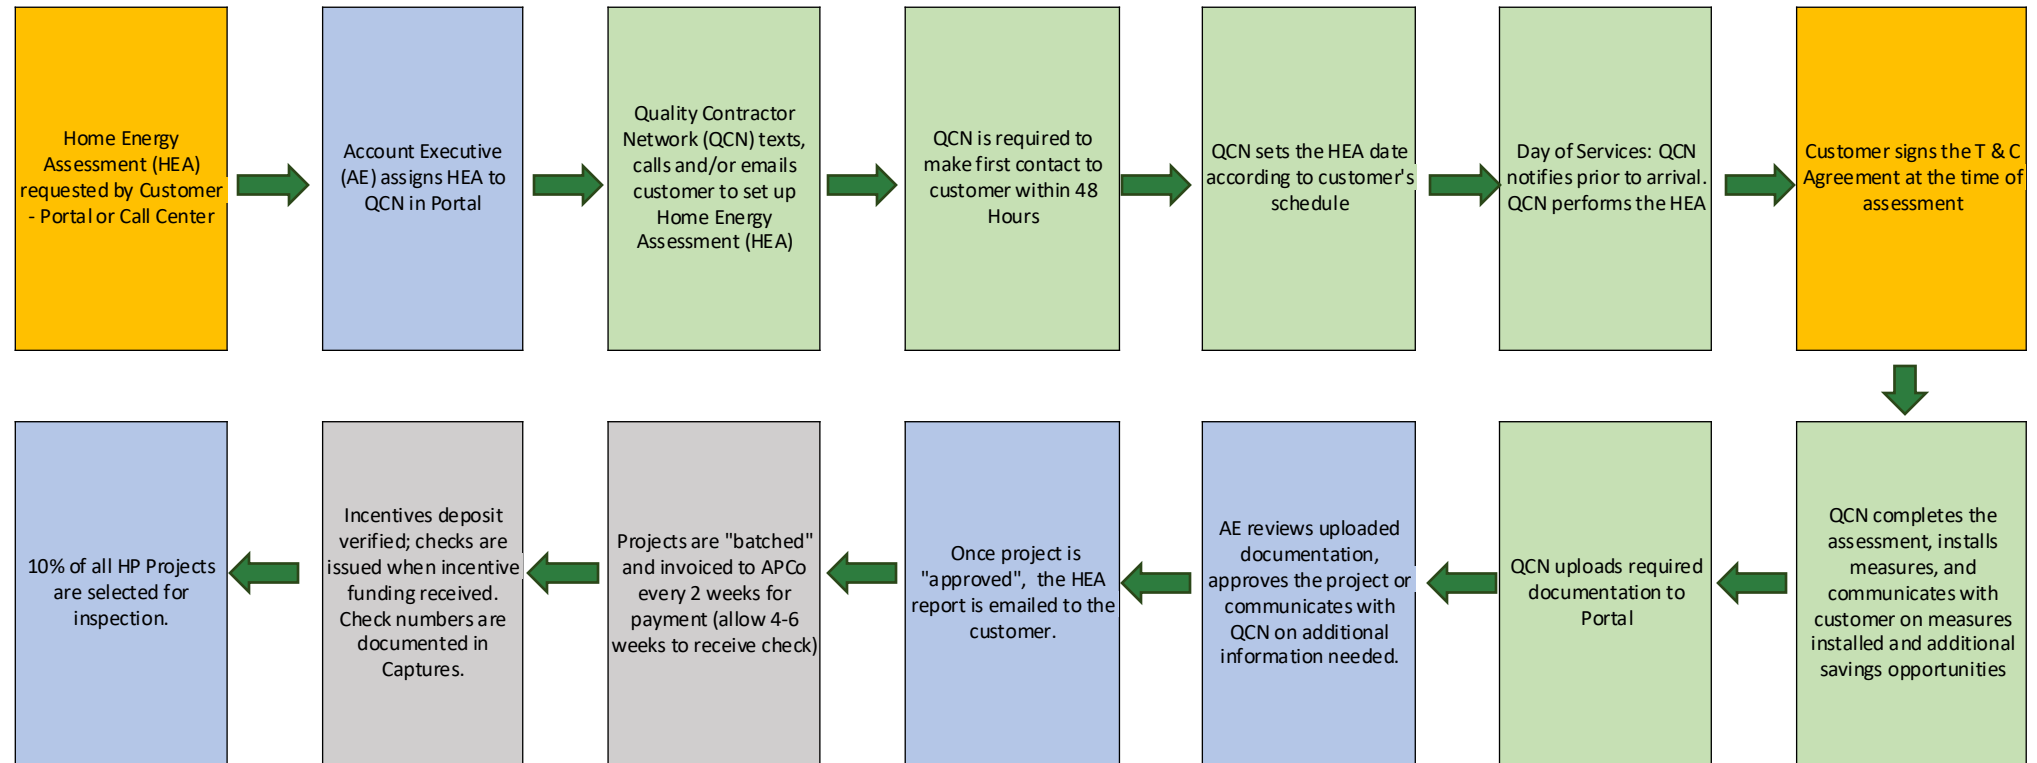 Home Energy
Assessment (HEA)
requested by Customer
- Portal or Call Center
Account Executive
(AE) assigns HEA to
QCN in Portal
Quality Contractor
Network (QCN) texts,
calls and/or emails
customer to set up
Home Energy
Assessment (HEA)
QCN is required to
make first contact to
customer within 48
Hours
QCN sets the HEA date
according to customer's
schedule
Day of Services: QCN
notifies prior to arrival.
QCN performs the HEA
Customer signs the T & C
Agreement at the time of
assessment
QCN completes the
assessment, installs
measures, and
communicates with
customer on measures
installed and additional
savings opportunities
QCN uploads required
documentation to
Portal
AE reviews uploaded
documentation,
approves the project or
communicates with
QCN on additional
information needed.
Once project is
"approved", the HEA
report is emailed to the
customer.
Projects are "batched"
and invoiced to APCo
every 2 weeks for
payment (allow 4-6
weeks to receive check)
Incentives deposit
verified; checks are
issued when incentive
funding received.
Check numbers are
documented in
Captures.
10% of all HP Projects
are selected for
inspection.